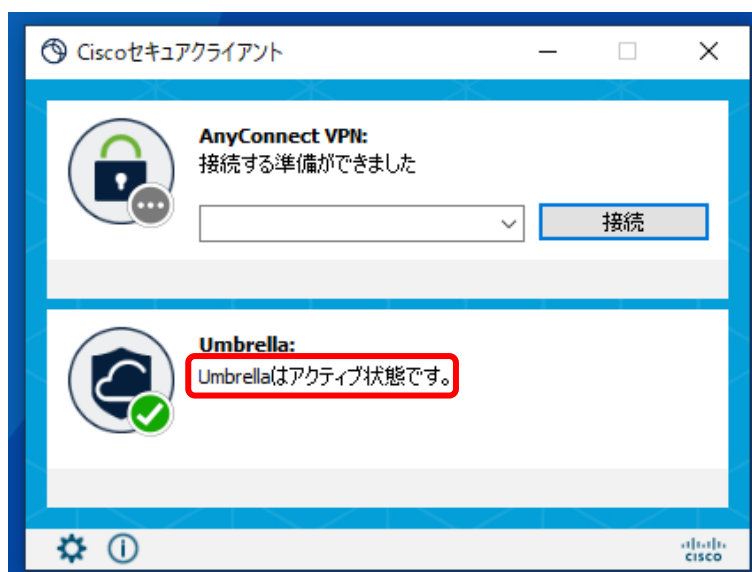 Ciscoセキュアクライアント
AnyConnect VPN:
接続する準備ができました
接続
Umbrella:
Umbrellaはアクティブ状態です。
CISCO